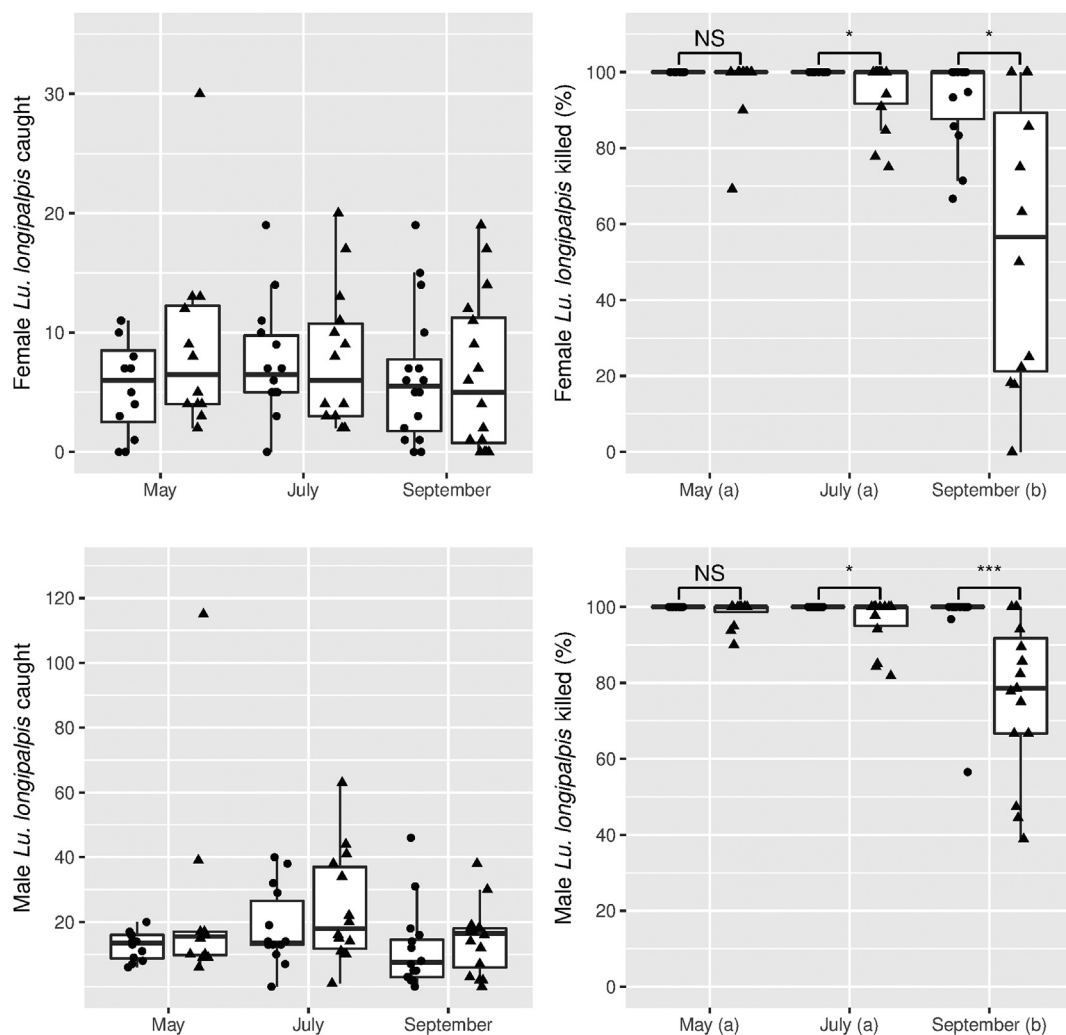 Female Lu. longipalpis caught
30
20
10
0
May
July
September
Female Lu. longipalpis killed (%)
NS
*
*
100
80
60
40
20
0
May (a)
July (a)
September (b)
Male Lu. longipalpis caught
120
100
80
60
40
20
May
July
September
Male Lu. longipalpis killed (%)
NS
*
***
100
80
60
40
20
0
May (a)
July (a)
September (b)